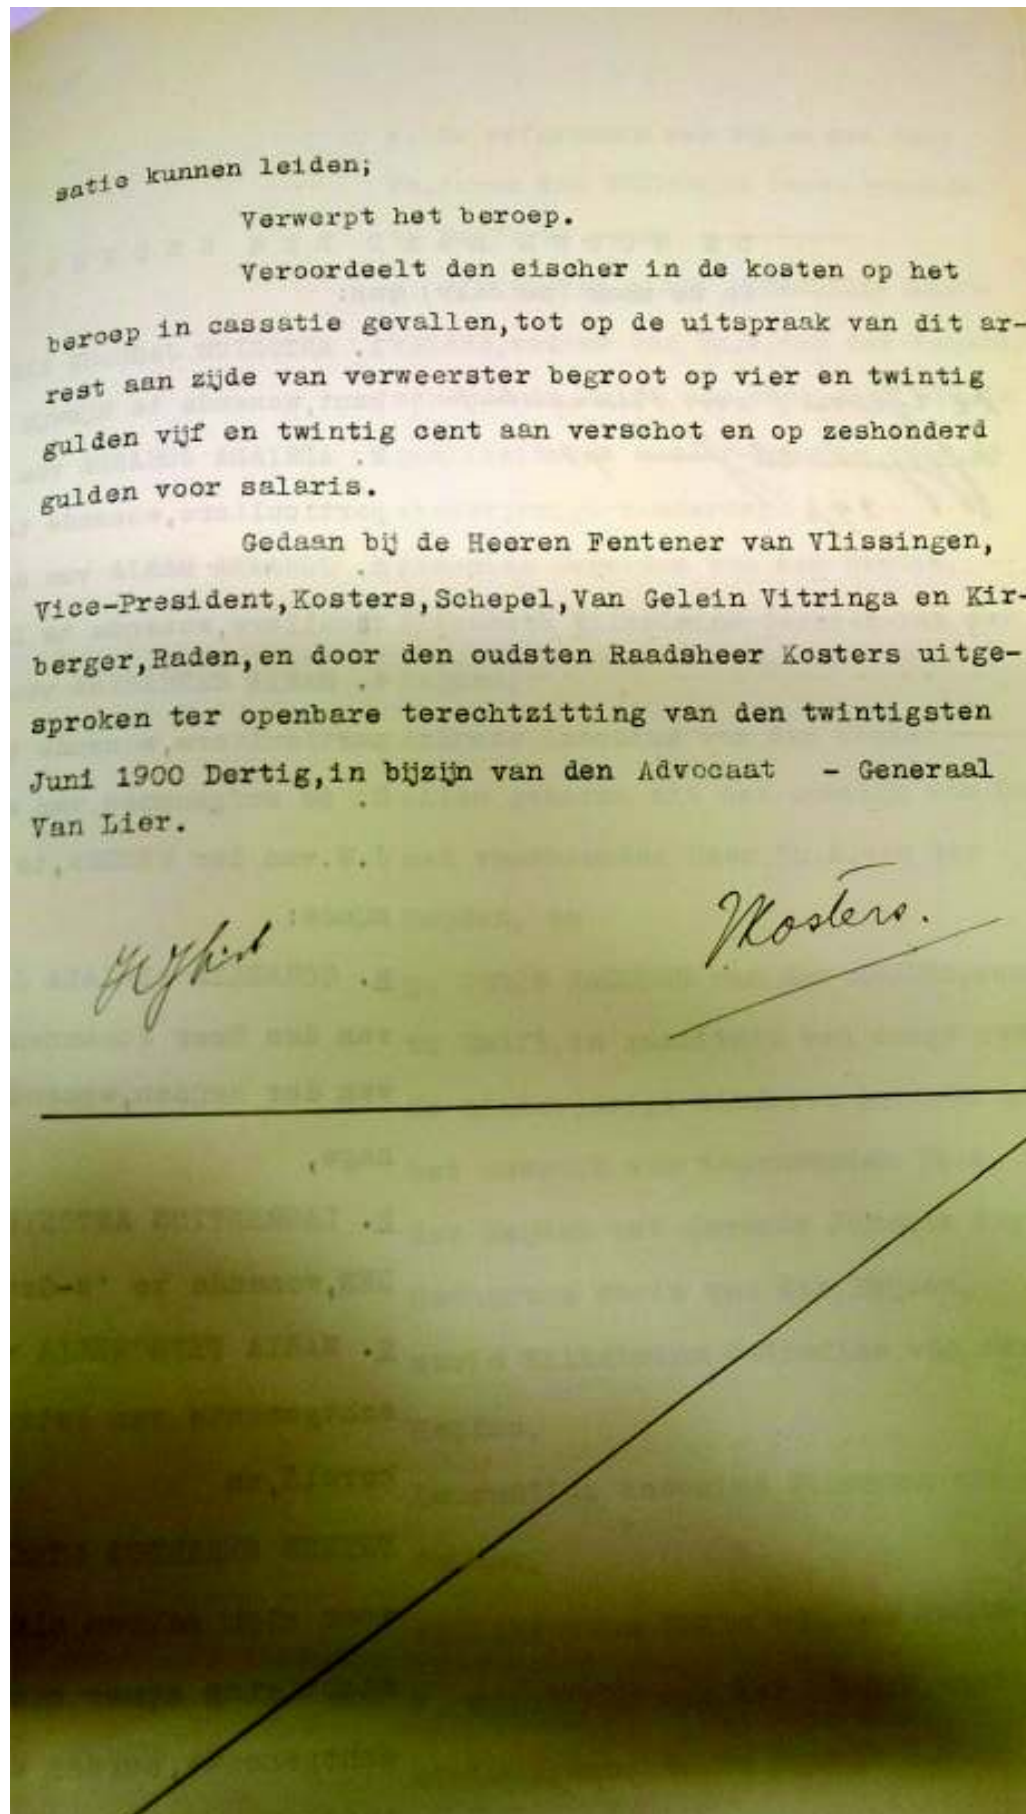 satie kunnen leiden;
Verwerpt het beroep.
Veroordeelt den eischer in de kosten op het
beroep in cassatie gevallen,tot op de uitspraak van dit ar-
rest aan zijde van verweerster begroot op vier en twintig
gulden vijf en twintig cent aan verschot en op zeshonderd
gulden voor salaris.
Gedaan bij de Heeren Fentener van Vlissingen,
Vice-President,Kosters,Schepel,Van Gelein Vitringa en Kir-
berger,Raden,en door den oudsten Raadsheer Kosters uitge-
sproken ter openbare terechtzitting van den twintigsten
Juni 1900 Dertig,in bijzijn van den Advocaat - Generaal
Van Lier.
Kosters.